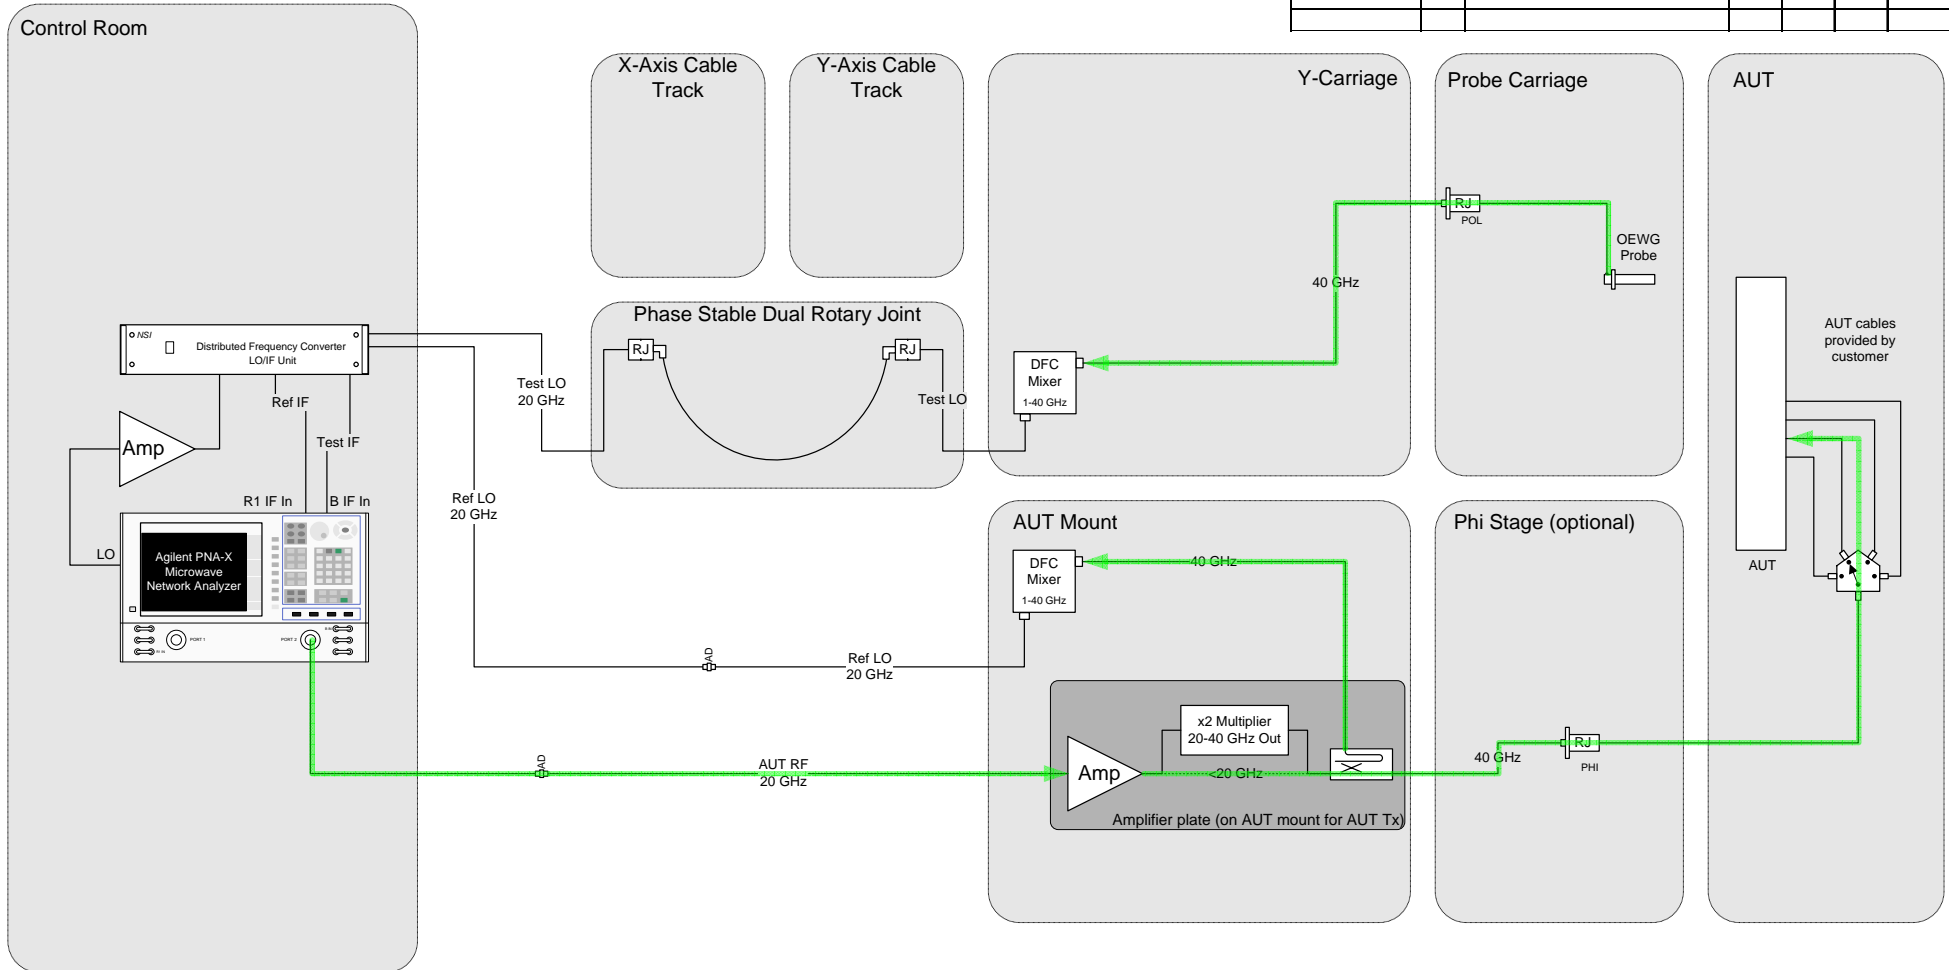 Control Room
X-Axis Cable
Track
Y-Axis Cable
Track
Y-Carriage
Probe Carriage
AUT
RJ
POL
OEWG
Probe
40 GHz
Phase Stable Dual Rotary Joint
RJ
RJ
NSI
Distributed Frequency Converter
LO/IF Unit
Test LO
20 GHz
Test LO
DFC
Mixer
1-40 GHz
AUT cables
provided by
customer
Ref IF
Test IF
Amp
R1 IF In
B IF In
Ref LO
20 GHz
LO
Agilent PNA-X
Microwave
Network Analyzer
PORT 1
PORT 2
AUT Mount
DFC
Mixer
1-40 GHz
40 GHz
Phi Stage (optional)
AUT
AD
Ref LO
20 GHz
x2 Multiplier
20-40 GHz Out
AD
AUT RF
20 GHz
Amp
<20 GHz
40 GHz
RJ
PHI
Amplifier plate (on AUT mount for AUT Tx)